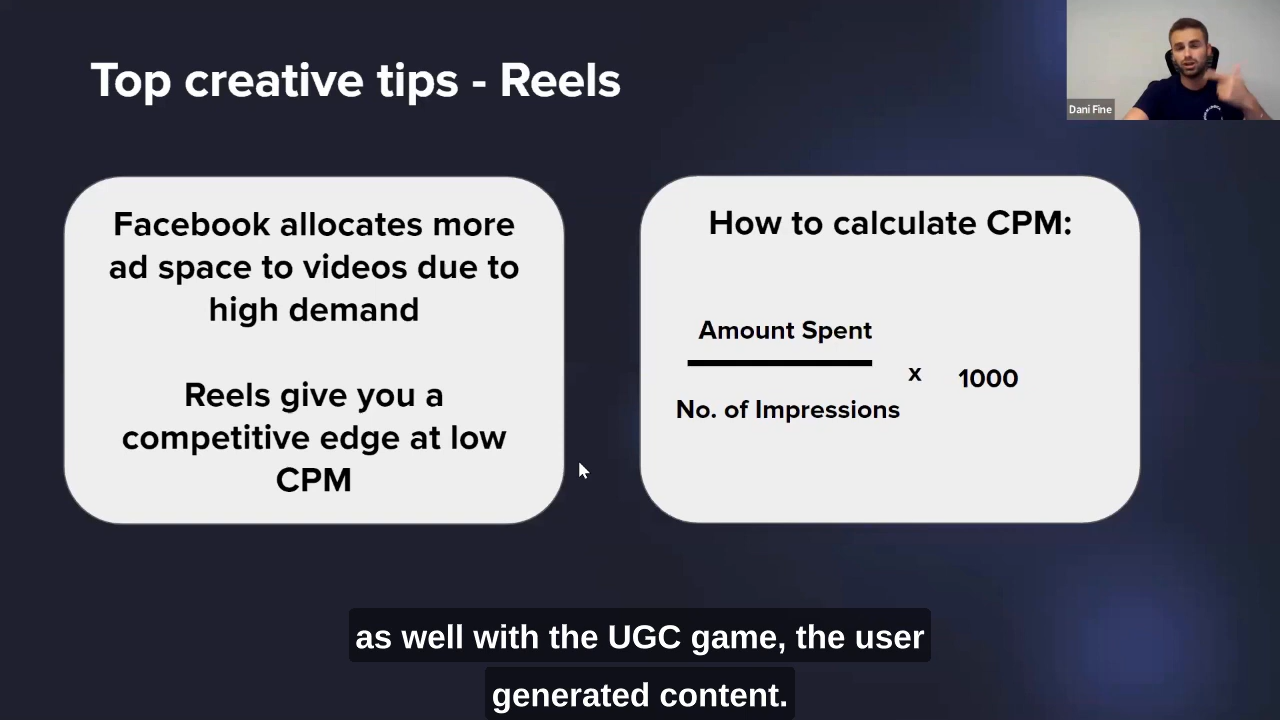 Top creative tips - Reels
Dani Fine
Facebook allocates more
ad space to videos due to
high demand
Reels give you a
competitive edge at low
CPM
How to calculate CPM:
Amount Spent
No. of Impressions
x 1000
as well with the UGC game, the user
generated content.